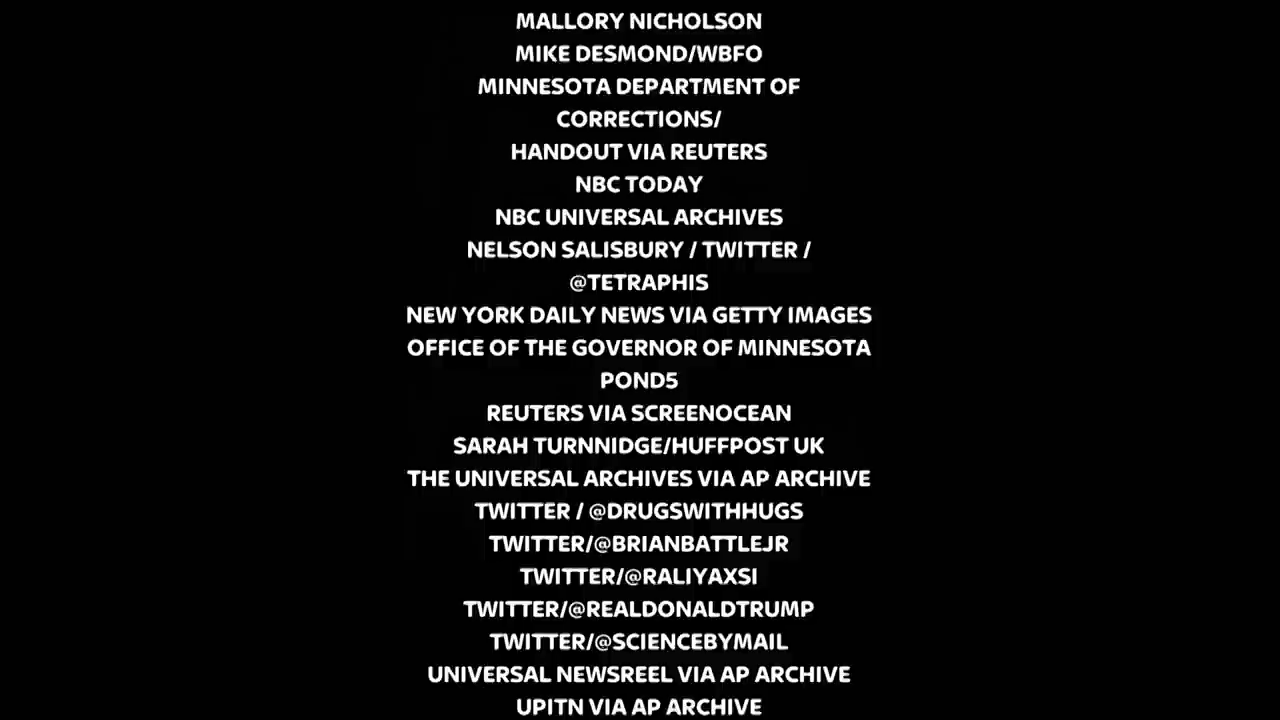 MALLORY NICHOLSON
MIKE DESMOND/WBFO
MINNESOTA DEPARTMENT OF
CORRECTIONS/
HANDOUT VIA REUTERS
NBC TODAY
NBC UNIVERSAL ARCHIVES
NELSON SALISBURY / TWITTER /
@TETRAPHIS
NEW YORK DAILY NEWS VIA GETTY IMAGES
OFFICE OF THE GOVERNOR OF MINNESOTA
POND5
REUTERS VIA SCREENOCEAN
SARAH TURNNIDGE/HUFFPOST UK
THE UNIVERSAL ARCHIVES VIA AP ARCHIVE
TWITTER / @DRUGSWITHHUGS
TWITTER/@BRIANBATTLEJR
TWITTER/@RALIYAXSI
TWITTER/@REALDONALDTRUMP
TWITTER/@SCIENCEBYMAIL
UNIVERSAL NEWSREEL VIA AP ARCHIVE
UPITN VIA AP ARCHIVE